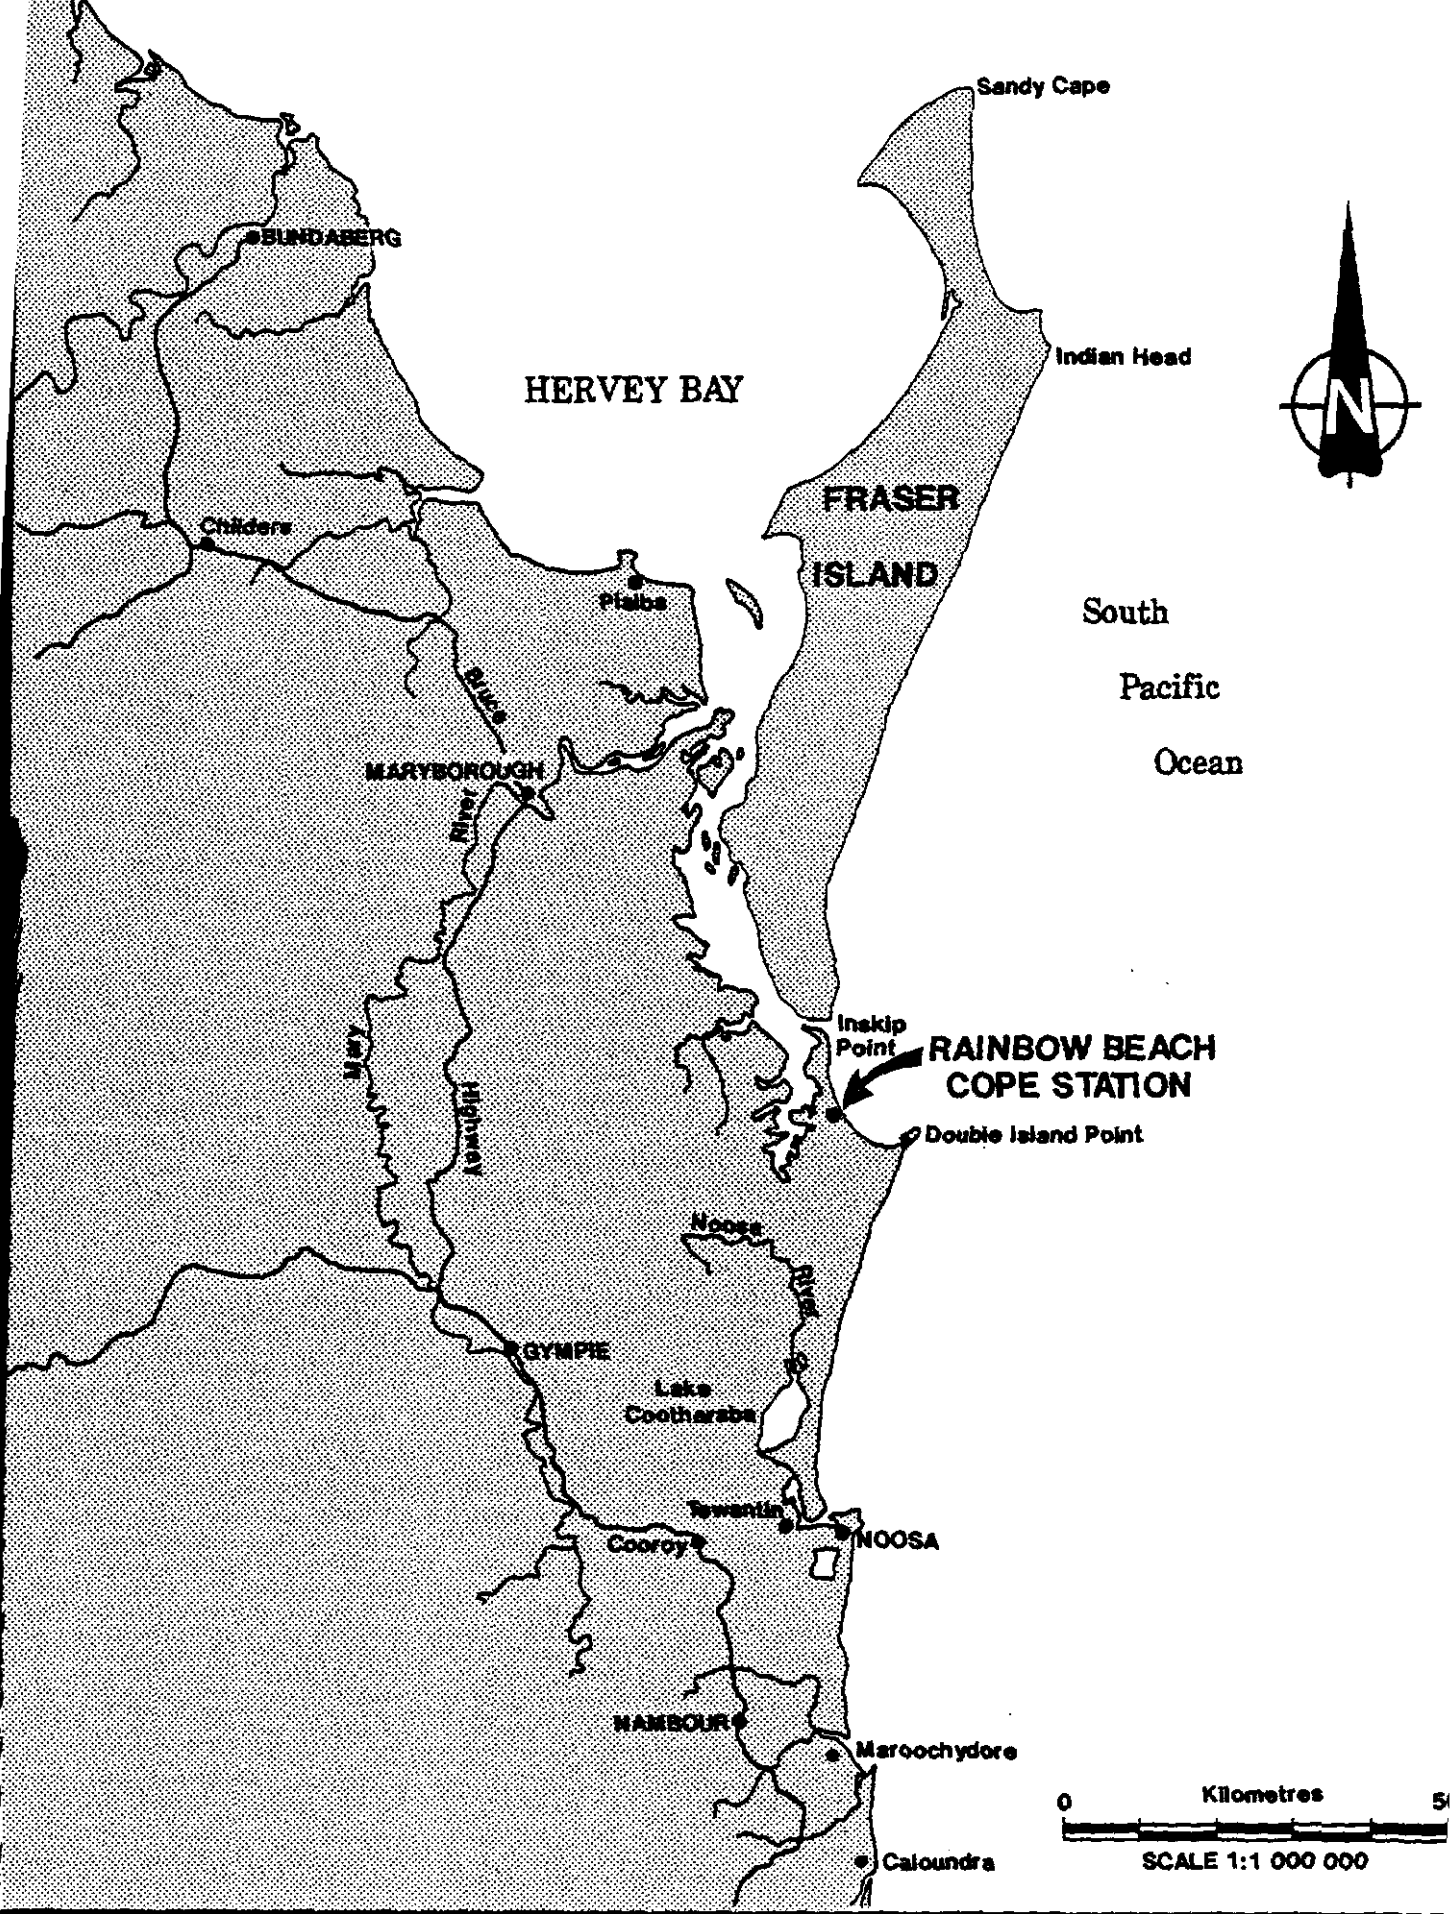 Sandy Cape
BUNDABERG
Indian Head
HERVEY BAY
N
FRASER
ISLAND
Childers
Pialba
South
Pacific
Ocean
Bruce
MARYBOROUGH
River
Mary
Highway
Inskip
Point
RAINBOW BEACH
COPE STATION
Double Island Point
Noosa
River
GYMPIE
Lake
Cootharaba
Tewantin
Cooroy
NOOSA
NAMBOUR
Maroochydore
Caloundra
Kilometres
0
SCALE 1:1 000 000